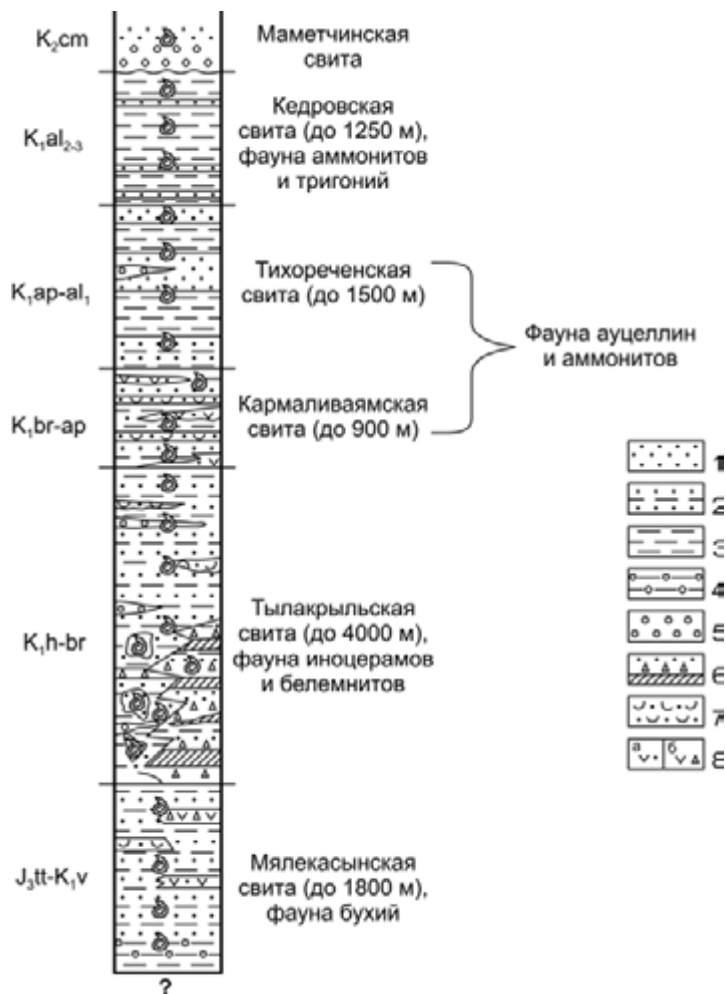 K₂cm
Маметчинская
свита
K₁al₂₋₃
Кедровская
свита (до 1250 м),
фауна аммонитов
и тригоний
K₁ap-al₁
Тихореченская
свита (до 1500 м)
Фауна ауцеллин
и аммонитов
K₁br-ap
Кармаливаямская
свита (до 900 м)
K₁h-br
Тылакрыльская
свита (до 4000 м),
фауна иноцерамов
и белемнитов
J₃tt-K₁v
Мялекасынская
свита (до 1800 м),
фауна бухий
?
1
2
3
4
5
6
7
а б 8